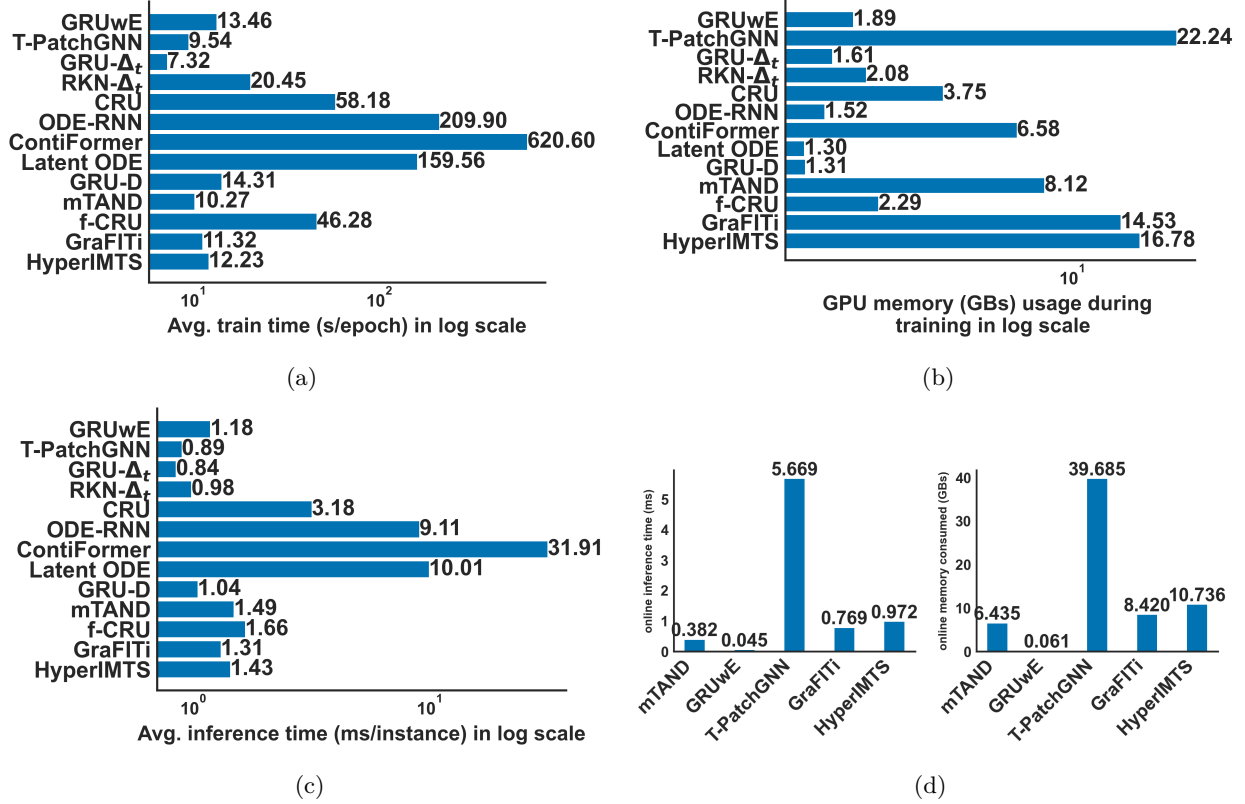 GRUwE 13.46
T-PatchGNN 9.54
GRU-Δt 7.32
RKN-Δt 20.45
CRU 58.18
ODE-RNN 209.90
ContiFormer 620.60
Latent ODE 159.56
GRU-D 14.31
mTAND 10.27
f-CRU 46.28
GraFITi 11.32
HyperIMTS 12.23
10^1 10^2
Avg. train time (s/epoch) in log scale
(a)
GRUwE 1.89
T-PatchGNN 22.24
GRU-Δt 1.61
RKN-Δt 2.08
CRU 3.75
ODE-RNN 1.52
ContiFormer 6.58
Latent ODE 1.30
GRU-D 1.31
mTAND 8.12
f-CRU 2.29
GraFITi 14.53
HyperIMTS 16.78
10^1
GPU memory (GBs) usage during
training in log scale
(b)
GRUwE 1.18
T-PatchGNN 0.89
GRU-Δt 0.84
RKN-Δt 0.98
CRU 3.18
ODE-RNN 9.11
ContiFormer 31.91
Latent ODE 10.01
GRU-D 1.04
mTAND 1.49
f-CRU 1.66
GraFITi 1.31
HyperIMTS 1.43
10^0 10^1
Avg. inference time (ms/instance) in log scale
(c)
online inference time (ms)
5
4
3
2
1
0
0.382 0.045 5.669 0.769 0.972
mTAND GRUwE T-PatchGNN GraFITi HyperIMTS
online memory consumed (GBs)
40
30
20
10
0
6.435 0.061 39.685 8.420 10.736
mTAND GRUwE T-PatchGNN GraFITi HyperIMTS
(d)